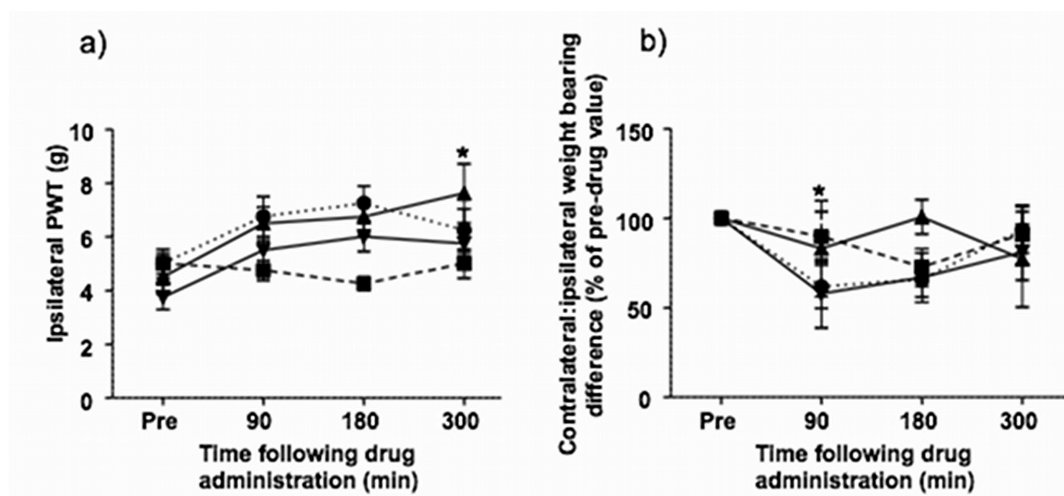 a)
Ipsilateral PWT (g)
10
8
6
4
2
0
*
Pre 90 180 300
Time following drug
administration (min)
b)
Contralateral:ipsilateral weight bearing
difference (% of pre-drug value)
150
100
50
0
*
Pre 90 180 300
Time following drug
administration (min)